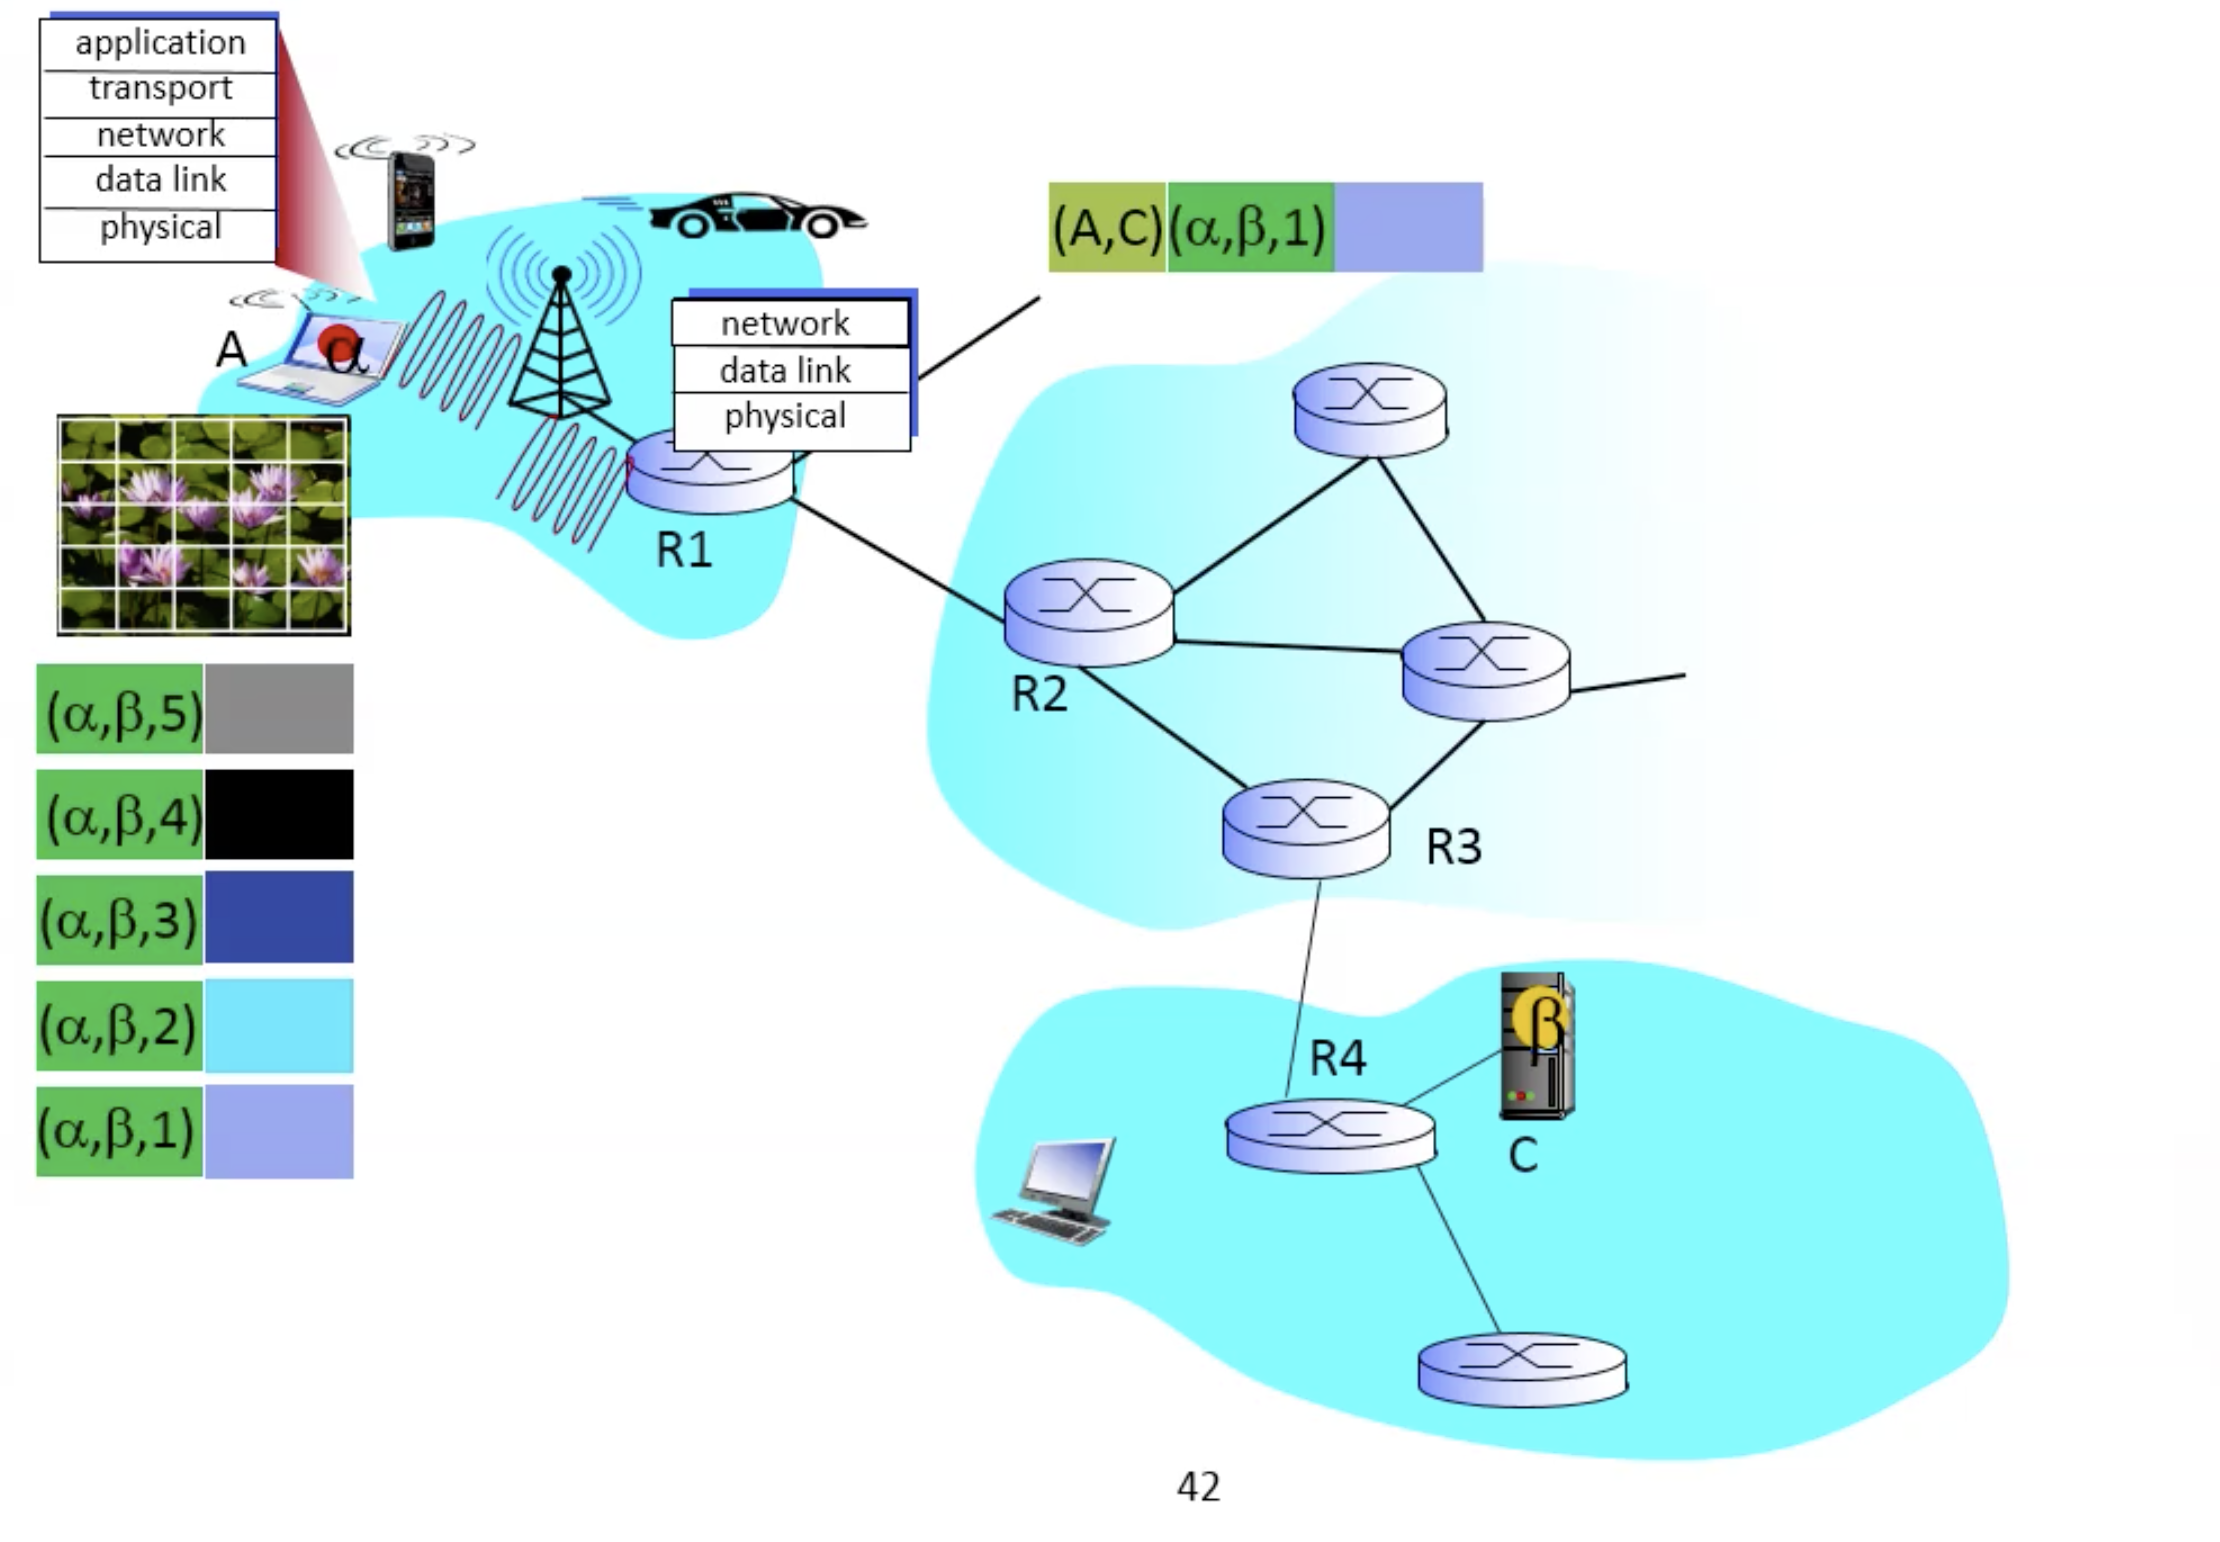 application
transport
network
data link
physical
(A,C) (α,β,1)
A
α
network
data link
physical
R1
R2
R3
(α,β,5)
(α,β,4)
(α,β,3)
(α,β,2)
(α,β,1)
β
R4
C
42